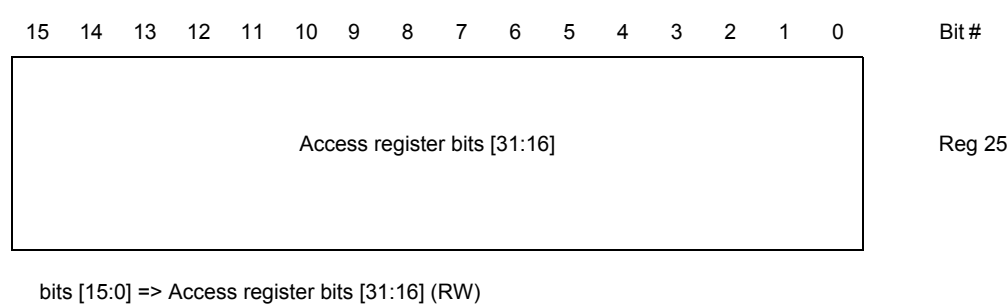 15 14 13 12 11 10 9 8 7 6 5 4 3 2 1 0 Bit #
Access register bits [31:16] Reg 25
bits [15:0] => Access register bits [31:16] (RW)